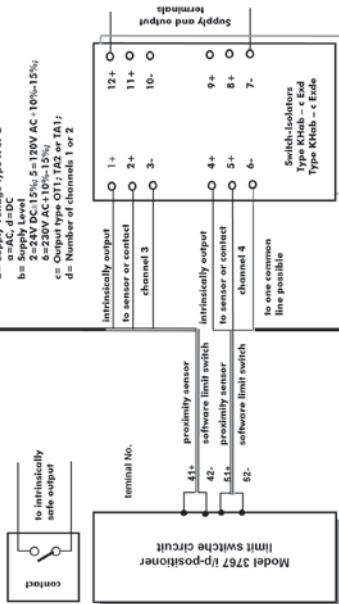 a=AC, d=DC
b= Supply Level
2=24V DC±15%; 5=120V AC +10%-15%;
6=230V AC+10%-15%;
c= Output type OT1; TA2 or TA1;
d= Number of channels 1 or 2
contact
to intrinsically
safe output
Model 3767 i/p-positioner
limit switche circuit
teminal No.
41+
42-
51+
52-
proximity sensor
software limit switch
proximity sensor
software limit switch
intrinsically output
to sensor or contact
channel 3
intrinsically output
to sensor or contact
channel 4
to one common
line possible
1+
2+
3-
4+
5+
6-
12+
11+
10-
9+
8+
7-
Switch-Isolators
Type KHab – c Exd
Type KHab – c Exde
Supply and output
terminals